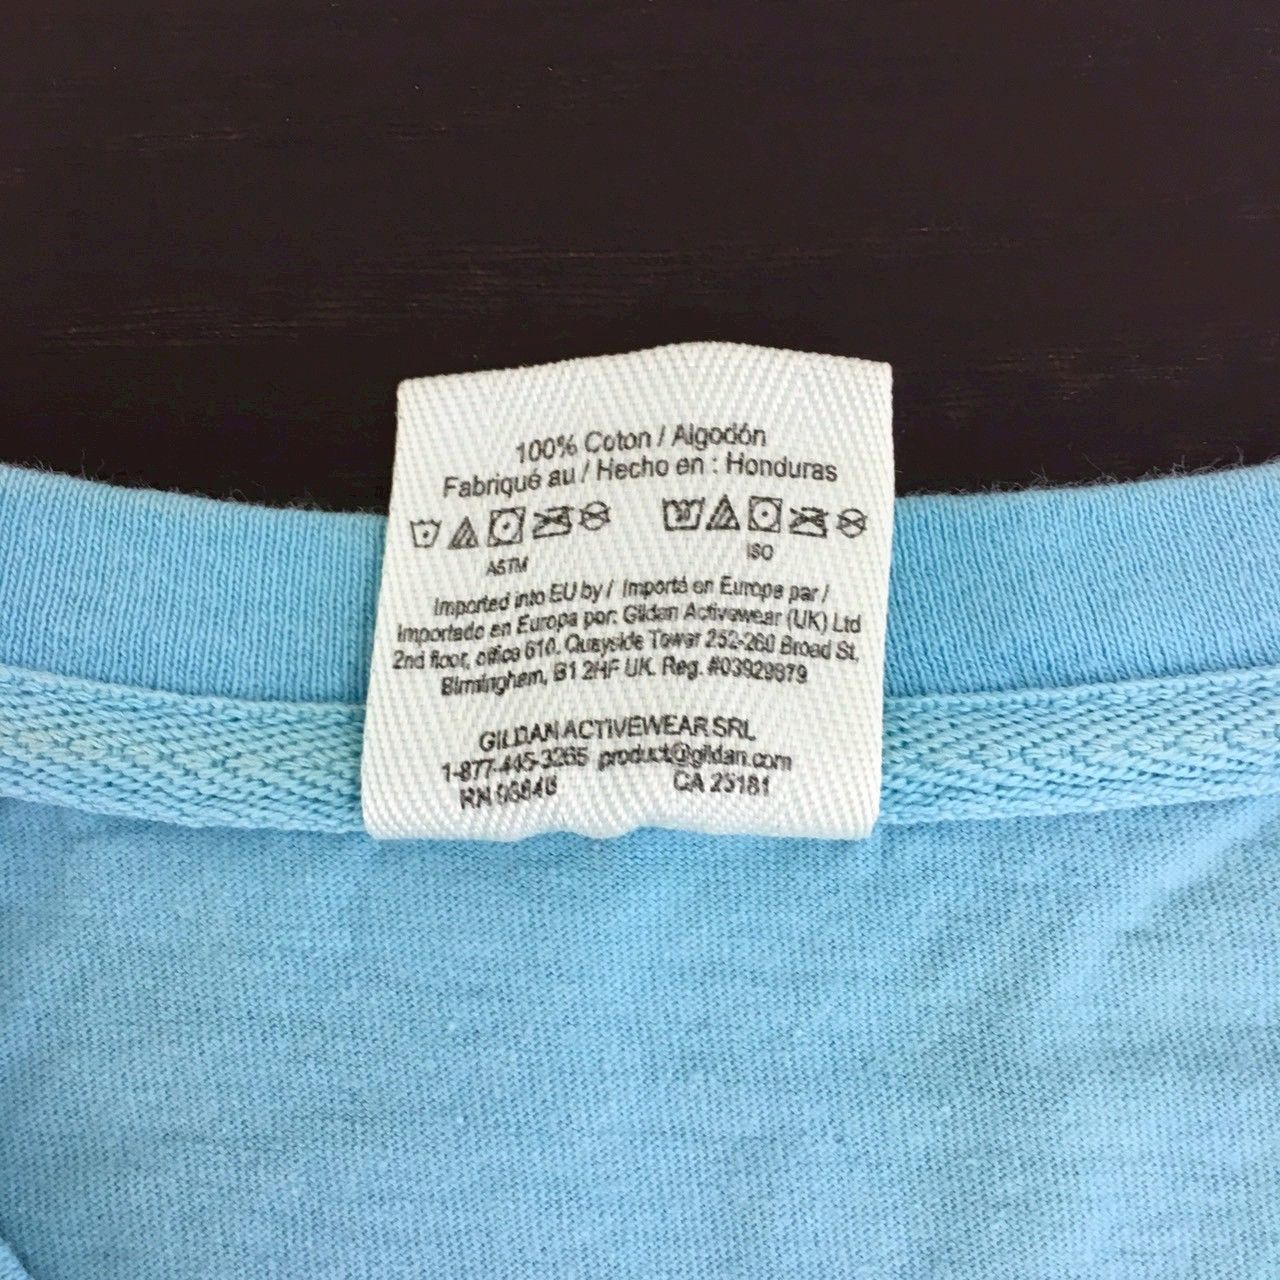 100% Coton / Algodón
Fabriqué au / Hecho en : Honduras
ASTM
ISO
Imported into EU by / Importé en Europe par /
Importado en Europa por: Gildan Activewear (UK) Ltd
2nd floor, office 610, Quayside Tower 252-260 Broad St,
Birmingham, B1 2HF UK. Reg. #03929979
GILDAN ACTIVEWEAR SRL
1-877-445-3265 product@gildan.com
RN CA 25181